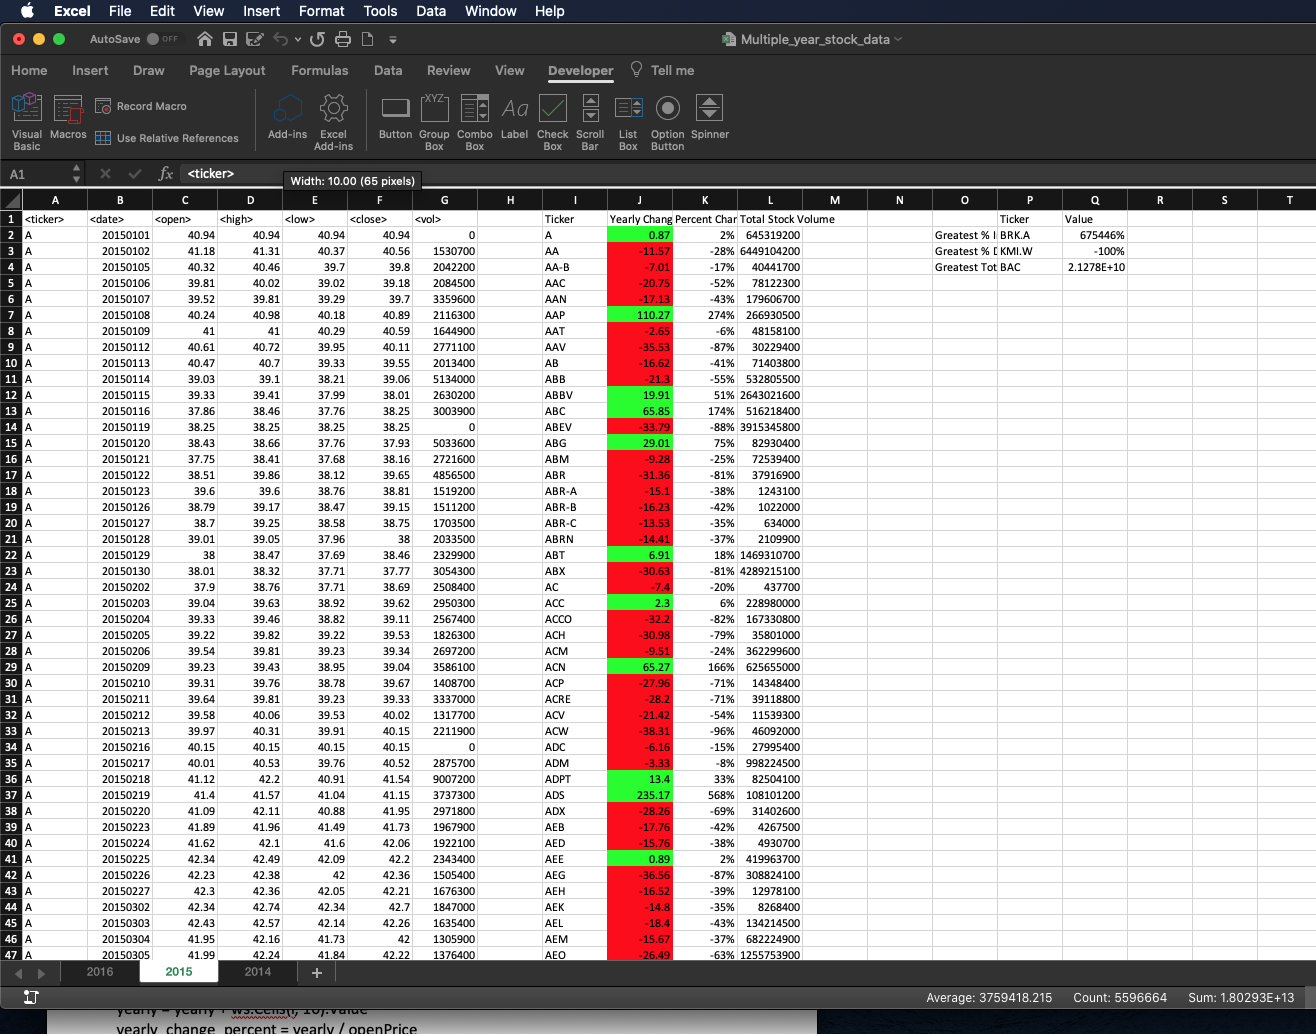 Excel File Edit View Insert Format Tools Data Window Help
AutoSave OFF Multiple_year_stock_data
Home Insert Draw Page Layout Formulas Data Review View Developer Tell me
Visual Basic Macros Record Macro Use Relative References Add-ins Excel Add-ins Button XYZ Group Box Combo Box Aa Label Check Box Scroll Bar List Box Option Button Spinner
A1 fx <ticker>
Width: 10.00 (65 pixels)
A B C D E F G H I J K L M N O P Q R S T
1 <ticker> <date> <open> <high> <low> <close> <vol> Ticker Yearly Chang Percent Char Total Stock Volume Ticker Value
2 A 20150101 40.94 40.94 40.94 40.94 0 A 0.87 2% 645319200 Greatest % I BRK.A 675446%
3 A 20150102 41.18 41.31 40.37 40.56 1530700 AA -11.57 -28% 6449104200 Greatest % D KMI.W -100%
4 A 20150105 40.32 40.46 39.7 39.8 2042200 AA-B -7.01 -17% 40441700 Greatest Tot BAC 2.1278E+10
5 A 20150106 39.81 40.02 39.02 39.18 2084500 AAC -20.75 -52% 78122300
6 A 20150107 39.52 39.81 39.29 39.7 3359600 AAN -17.13 -43% 179606700
7 A 20150108 40.24 40.98 40.18 40.89 2116300 AAP 110.27 274% 266930500
8 A 20150109 41 41 40.29 40.59 1644900 AAT -2.65 -6% 48158100
9 A 20150112 40.61 40.72 39.95 40.11 2771100 AAV -35.53 -87% 30229400
10 A 20150113 40.47 40.7 39.33 39.55 2013400 AB -16.62 -41% 71403800
11 A 20150114 39.03 39.1 38.21 39.06 5134000 ABB -21.3 -55% 532805500
12 A 20150115 39.33 39.41 37.99 38.01 2630200 ABBV 19.91 51% 2643021600
13 A 20150116 37.86 38.46 37.76 38.25 3003900 ABC 65.85 174% 516218400
14 A 20150119 38.25 38.25 38.25 38.25 0 ABEV -33.79 -88% 3915345800
15 A 20150120 38.43 38.66 37.76 37.93 5033600 ABG 29.01 75% 82930400
16 A 20150121 37.75 38.41 37.68 38.16 2721600 ABM -9.28 -25% 72539400
17 A 20150122 38.51 39.86 38.12 39.65 4856500 ABR -31.36 -81% 37916900
18 A 20150123 39.6 39.6 38.76 38.81 1519200 ABR-A -15.1 -38% 1243100
19 A 20150126 38.79 39.17 38.47 39.15 1511200 ABR-B -16.23 -42% 1022000
20 A 20150127 38.7 39.25 38.58 38.75 1703500 ABR-C -13.53 -35% 634000
21 A 20150128 39.01 39.05 37.96 38 2033500 ABRN -14.41 -37% 2109900
22 A 20150129 38 38.47 37.69 38.46 2329900 ABT 6.91 18% 1469310700
23 A 20150130 38.01 38.32 37.71 37.77 3054300 ABX -30.63 -81% 4289215100
24 A 20150202 37.9 38.76 37.71 38.69 2508400 AC -7.4 -20% 437700
25 A 20150203 39.04 39.63 38.92 39.62 2950300 ACC 2.3 6% 228980000
26 A 20150204 39.33 39.46 38.82 39.11 2567400 ACCO -32.2 -82% 167330800
27 A 20150205 39.22 39.82 39.22 39.53 1826300 ACH -30.98 -79% 35801000
28 A 20150206 39.54 39.81 39.23 39.34 2697200 ACM -9.51 -24% 362299600
29 A 20150209 39.23 39.43 38.95 39.04 3586100 ACN 65.27 166% 625655000
30 A 20150210 39.31 39.76 38.78 39.67 1408700 ACP -27.96 -71% 14348400
31 A 20150211 39.64 39.81 39.23 39.33 3337000 ACRE -28.2 -71% 39118800
32 A 20150212 39.58 40.06 39.53 40.02 1317700 ACV -21.42 -54% 11539300
33 A 20150213 39.97 40.31 39.91 40.15 2211900 ACW -38.31 -96% 46092000
34 A 20150216 40.15 40.15 40.15 40.15 0 ADC -6.16 -15% 27995400
35 A 20150217 40.01 40.53 39.76 40.52 2875700 ADM -3.33 -8% 998224500
36 A 20150218 41.12 42.2 40.91 41.54 9007200 ADPT 13.4 33% 82504100
37 A 20150219 41.4 41.57 41.04 41.15 3737300 ADS 235.17 568% 108101200
38 A 20150220 41.09 42.11 40.88 41.95 2971800 ADX -28.26 -69% 31402600
39 A 20150223 41.89 41.96 41.49 41.73 1967900 AEB -17.76 -42% 4267500
40 A 20150224 41.62 42.1 41.6 42.06 1922100 AED -15.76 -38% 4930700
41 A 20150225 42.34 42.49 42.09 42.2 2343400 AEE 0.89 2% 419963700
42 A 20150226 42.23 42.38 42 42.36 1505400 AEG -36.56 -87% 308824100
43 A 20150227 42.3 42.36 42.05 42.21 1676300 AEH -16.52 -39% 12978100
44 A 20150302 42.34 42.74 42.34 42.7 1847000 AEK -14.8 -35% 8268400
45 A 20150303 42.43 42.57 42.14 42.26 1635400 AEL -18.4 -43% 134214500
46 A 20150304 41.95 42.16 41.73 42 1305900 AEM -15.67 -37% 682224900
47 A 20150305 41.99 42.24 41.84 42.22 1376400 AEO -26.49 -63% 1255753900
2016 2015 2014 +
Average: 3759418.215 Count: 5596664 Sum: 1.80293E+13
yearly = yearly + ws.Cells(i, 10).Value
yearly_change_percent = yearly / openPrice